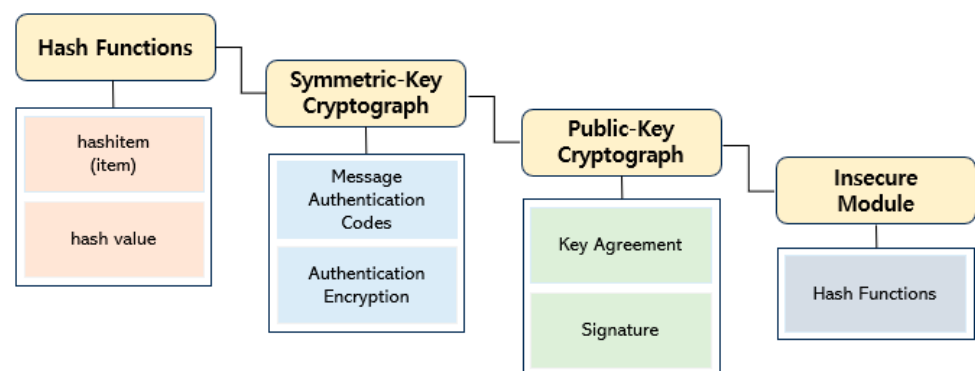 Hash Functions
hashitem
(item)
hash value
Symmetric-Key
Cryptograph
Message
Authentication
Codes
Authentication
Encryption
Public-Key
Cryptograph
Key Agreement
Signature
Insecure
Module
Hash Functions